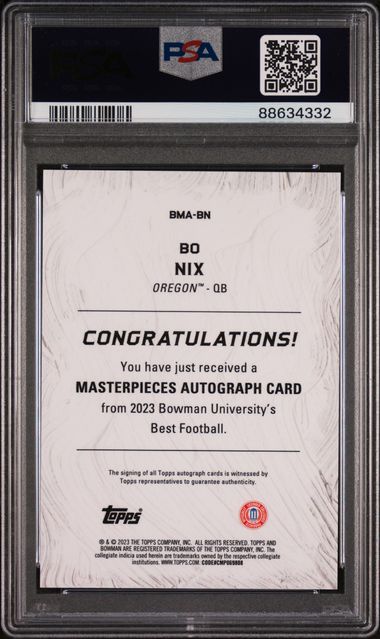 PSA
88634332
BMA-BN
BO
NIX
OREGON™ - QB
CONGRATULATIONS!
You have just received a
MASTERPIECES AUTOGRAPH CARD
from 2023 Bowman University's
Best Football.
The signing of all Topps autograph cards is witnessed by
Topps representatives to guarantee authenticity.
Topps
® & © 2023 THE TOPPS COMPANY, INC. ALL RIGHTS RESERVED. TOPPS AND
BOWMAN ARE REGISTERED TRADEMARKS OF THE TOPPS COMPANY, INC. The
collegiate indicia used herein are trademarks owned by the respective collegiate
institutions. WWW.TOPPS.COM. CODE#CMP069808